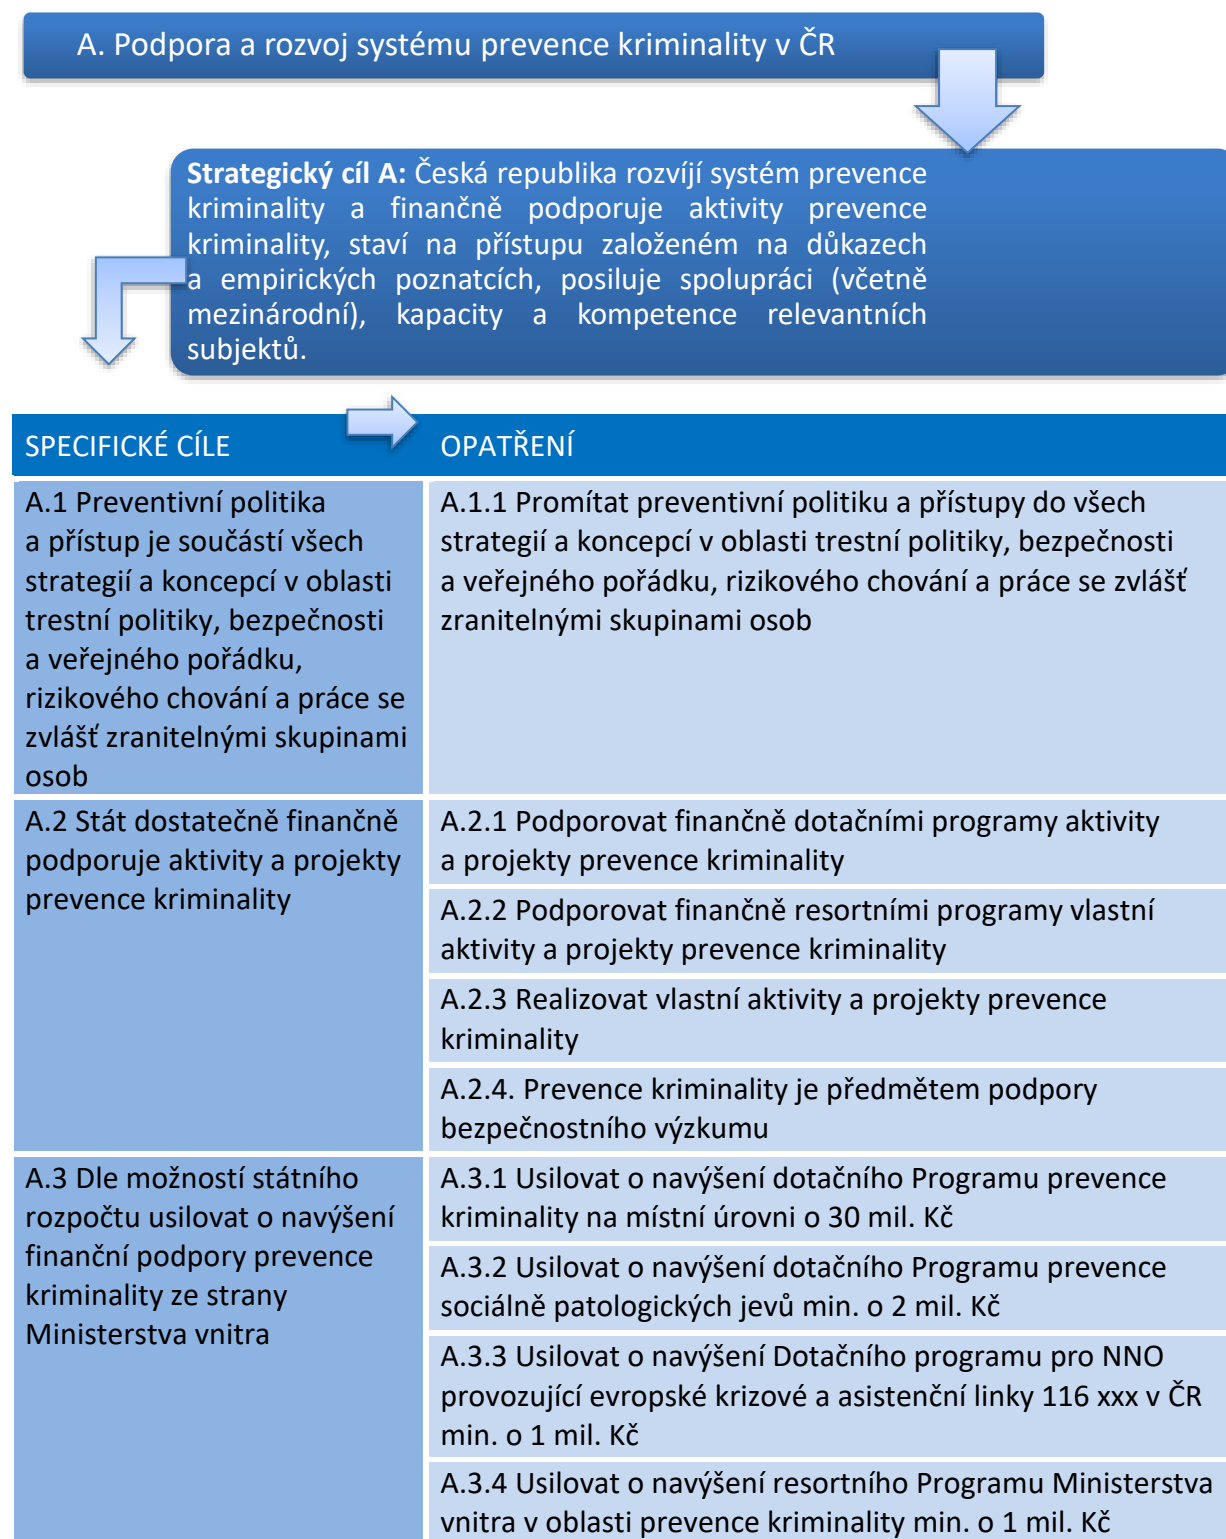 A. Podpora a rozvoj systému prevence kriminality v ČR
Strategický cíl A: Česká republika rozvíjí systém prevence
kriminality a finančně podporuje aktivity prevence
kriminality, staví na přístupu založeném na důkazech
a empirických poznatcích, posiluje spolupráci (včetně
mezinárodní), kapacity a kompetence relevantních
subjektů.
SPECIFICKÉ CÍLE
OPATŘENÍ
A.1 Preventivní politika
a přístup je součástí všech
strategií a koncepcí v oblasti
trestní politiky, bezpečnosti
a veřejného pořádku,
rizikového chování a práce se
zvlášť zranitelnými skupinami
osob
A.1.1 Promítat preventivní politiku a přístupy do všech
strategií a koncepcí v oblasti trestní politiky, bezpečnosti
a veřejného pořádku, rizikového chování a práce se zvlášť
zranitelnými skupinami osob
A.2 Stát dostatečně finančně
podporuje aktivity a projekty
prevence kriminality
A.2.1 Podporovat finančně dotačními programy aktivity
a projekty prevence kriminality
A.2.2 Podporovat finančně resortními programy vlastní
aktivity a projekty prevence kriminality
A.2.3 Realizovat vlastní aktivity a projekty prevence
kriminality
A.2.4. Prevence kriminality je předmětem podpory
bezpečnostního výzkumu
A.3 Dle možností státního
rozpočtu usilovat o navýšení
finanční podpory prevence
kriminality ze strany
Ministerstva vnitra
A.3.1 Usilovat o navýšení dotačního Programu prevence
kriminality na místní úrovni o 30 mil. Kč
A.3.2 Usilovat o navýšení dotačního Programu prevence
sociálně patologických jevů min. o 2 mil. Kč
A.3.3 Usilovat o navýšení Dotačního programu pro NNO
provozující evropské krizové a asistenční linky 116 xxx v ČR
min. o 1 mil. Kč
A.3.4 Usilovat o navýšení resortního Programu Ministerstva
vnitra v oblasti prevence kriminality min. o 1 mil. Kč